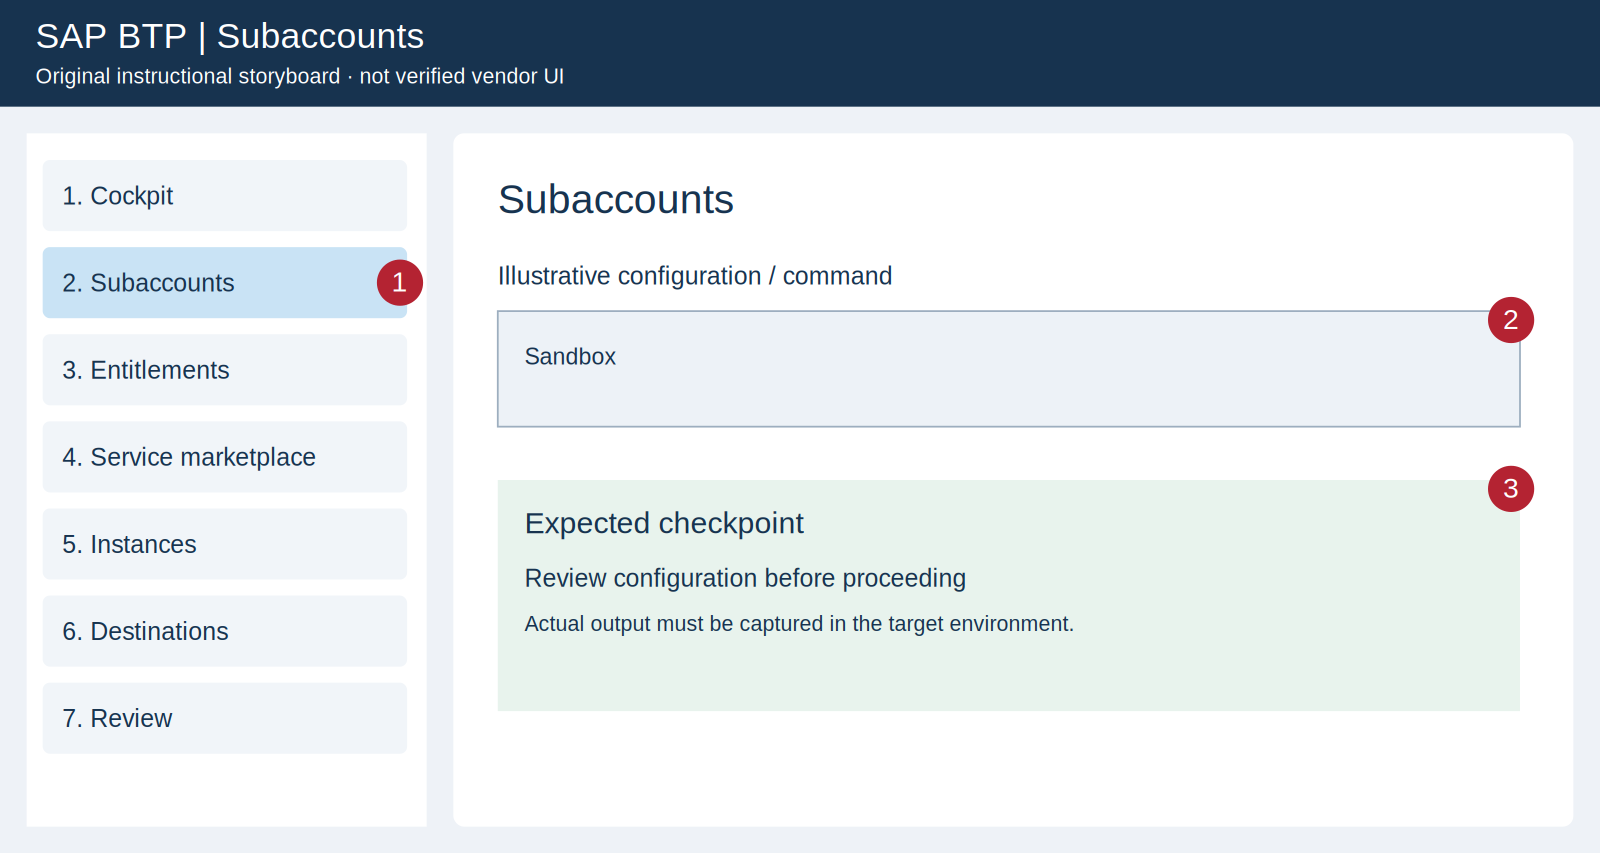 SAP BTP | Subaccounts
Original instructional storyboard · not verified vendor UI
1. Cockpit
2. Subaccounts
1
3. Entitlements
4. Service marketplace
5. Instances
6. Destinations
7. Review
Subaccounts
Illustrative configuration / command
2
Sandbox
3
Expected checkpoint
Review configuration before proceeding
Actual output must be captured in the target environment.